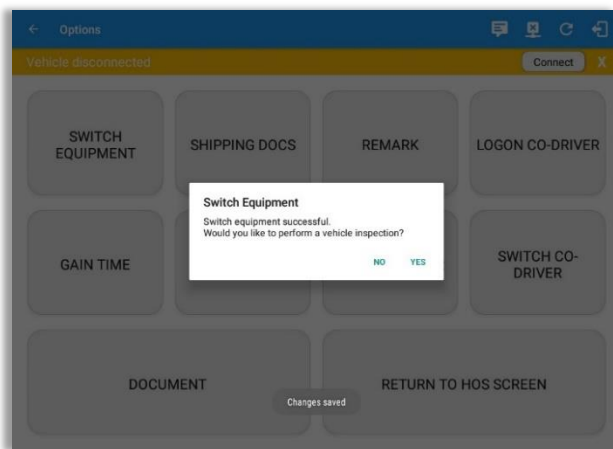 Options
Vehicle disconnected
Connect X
SWITCH EQUIPMENT
SHIPPING DOCS
REMARK
LOGON CO-DRIVER
Switch Equipment
Switch equipment successful.
Would you like to perform a vehicle inspection?
NO YES
GAIN TIME
SWITCH CO-
DRIVER
DOCUMENT
RETURN TO HOS SCREEN
Changes saved